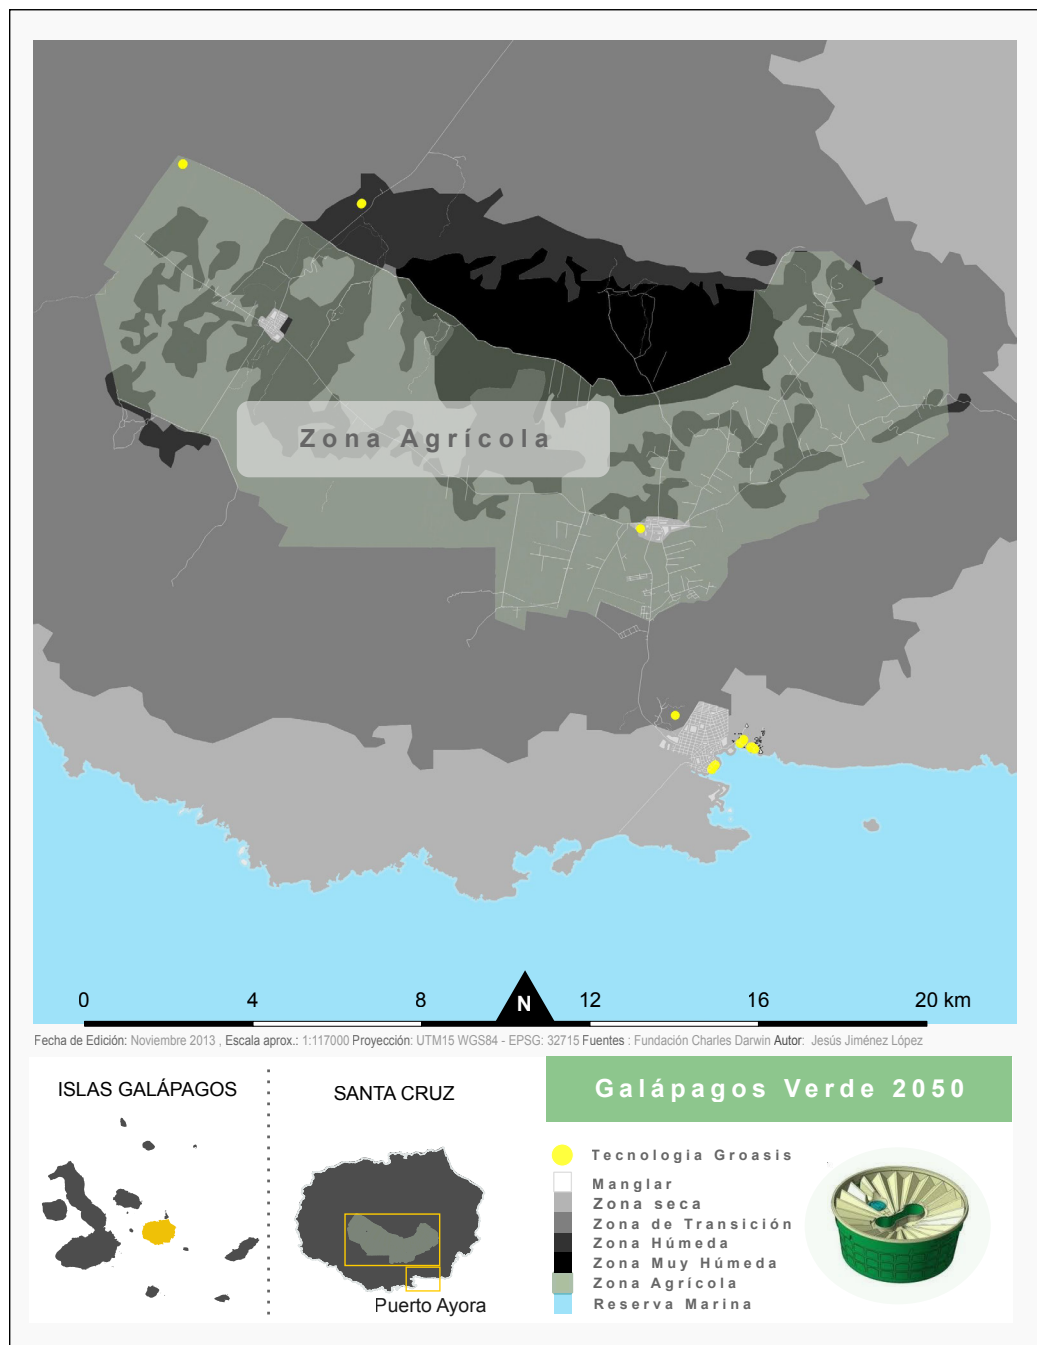 Zona Agrícola
0 4 8 N 12 16 20 km
Fecha de Edición: Noviembre 2013 , Escala aprox.: 1:117000 Proyección: UTM15 WGS84 - EPSG: 32715 Fuentes : Fundación Charles Darwin Autor: Jesús Jiménez López
ISLAS GALÁPAGOS
SANTA CRUZ
Puerto Ayora
Galápagos Verde 2050
Tecnologia Groasis
Manglar
Zona seca
Zona de Transición
Zona Húmeda
Zona Muy Húmeda
Zona Agrícola
Reserva Marina